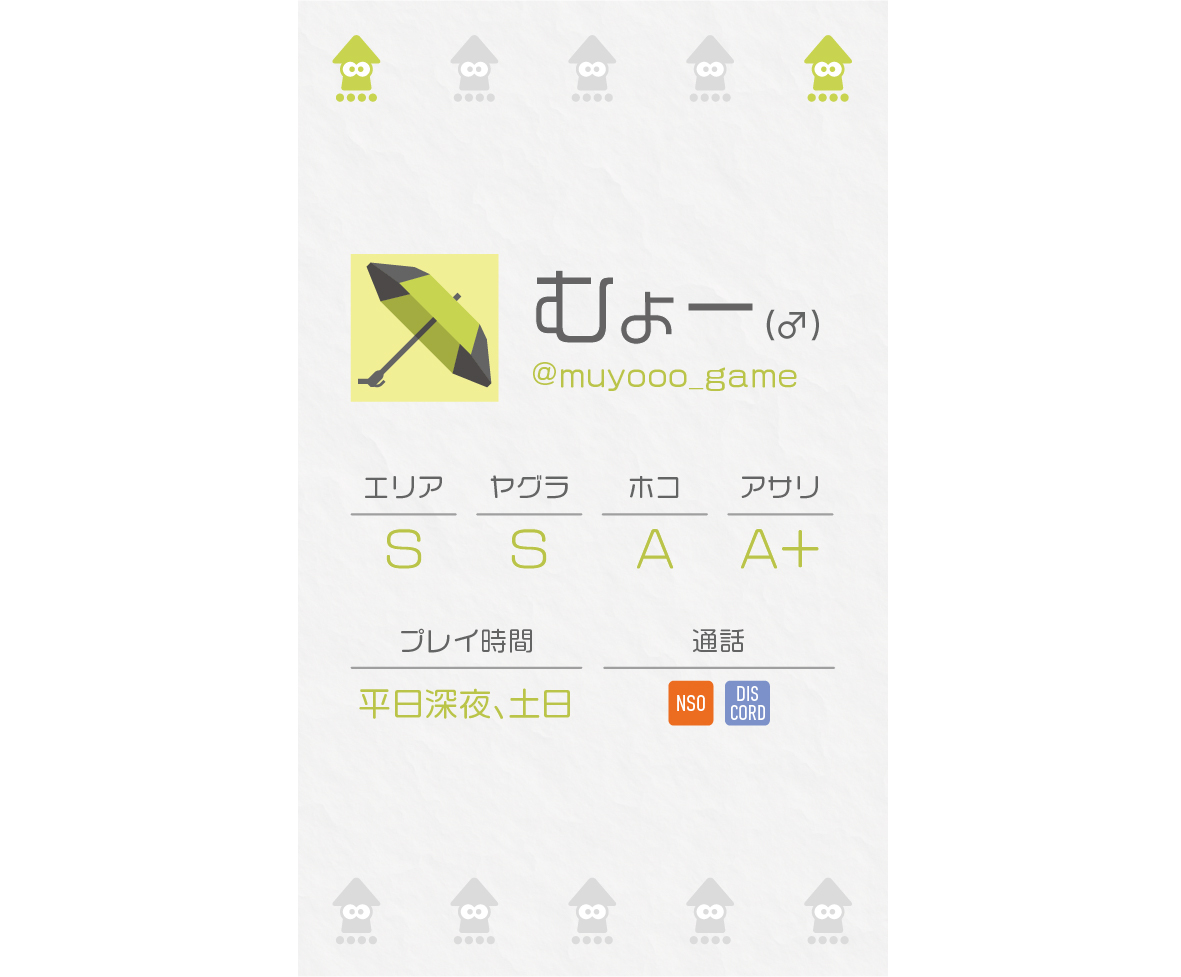 むょー(♂)
@muyooo_game
エリア ヤグラ ホコ アサリ
S S A A+
プレイ時間 通話
平日深夜、土日 NSO DIS
CORD